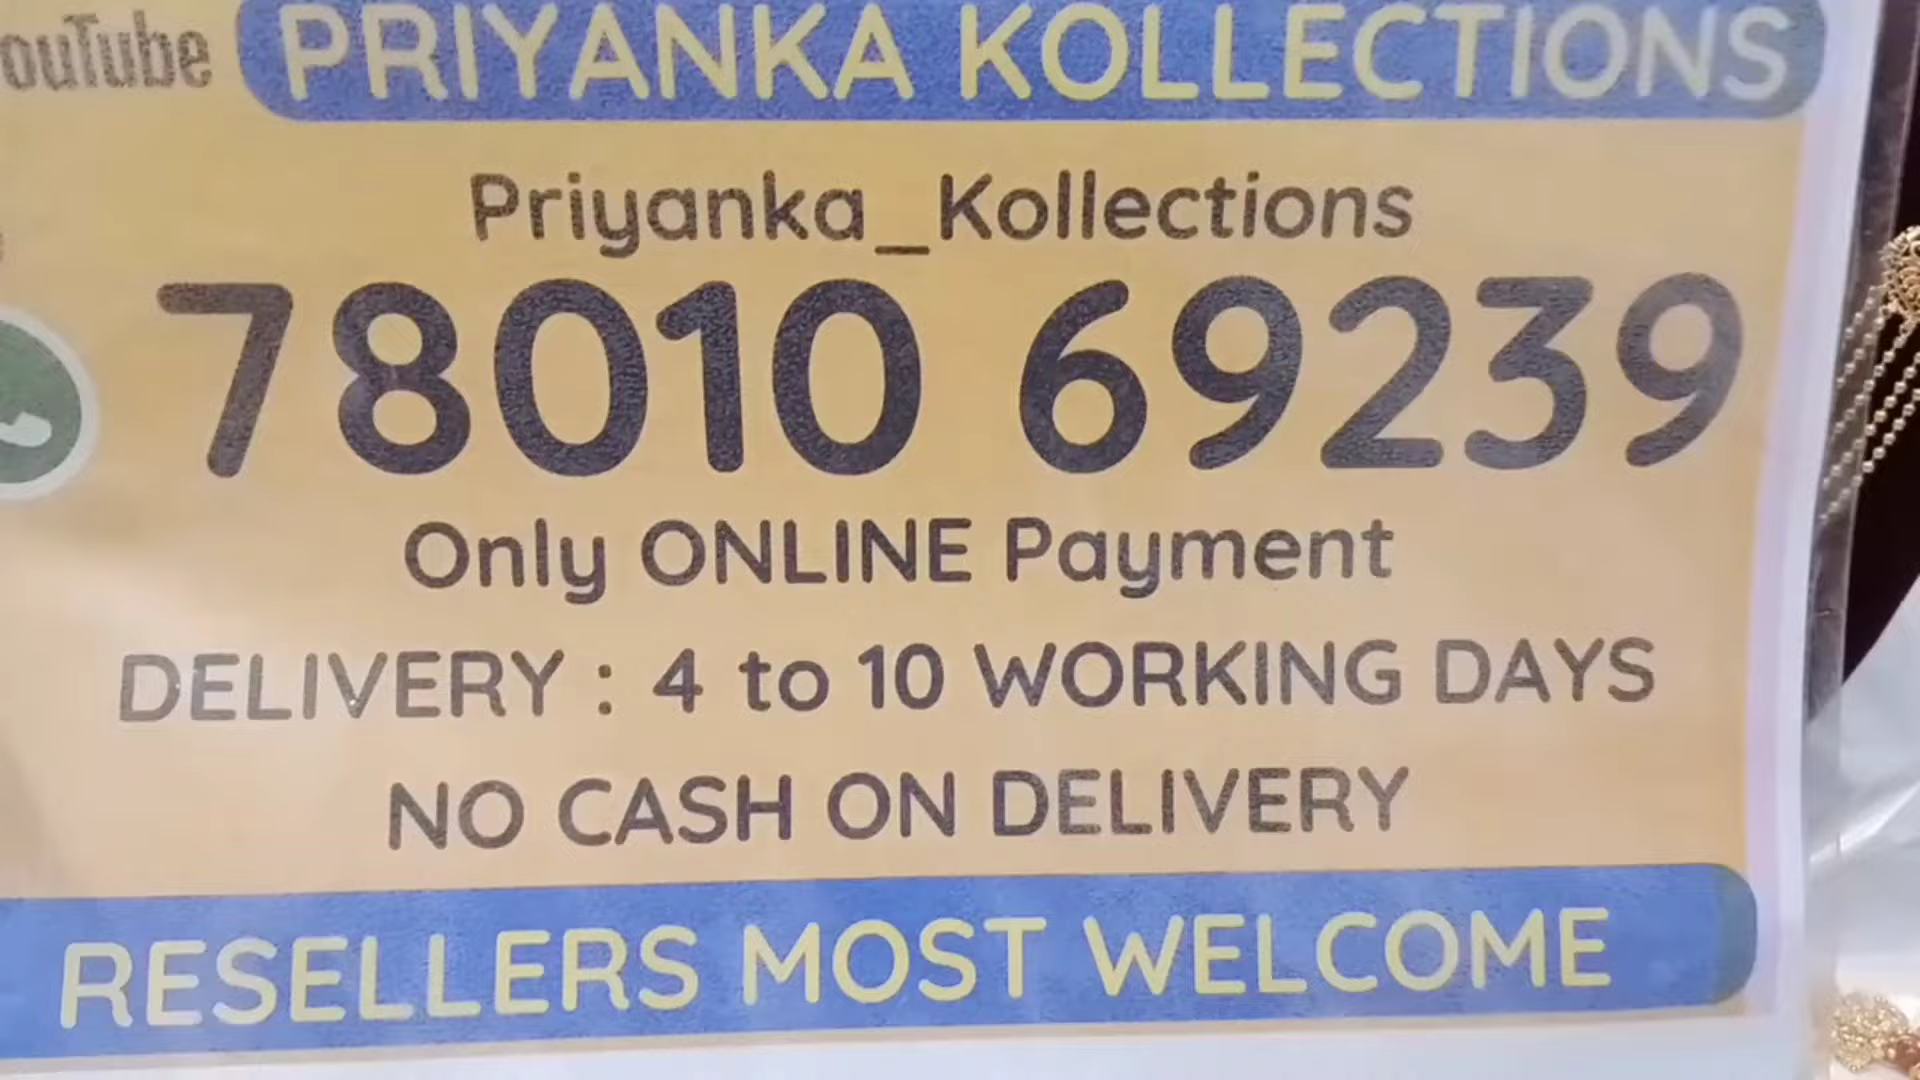 ouTube PRIYANKA KOLLECTIONS
Priyanka_Kollections
78010 69239
Only ONLINE Payment
DELIVERY : 4 to 10 WORKING DAYS
NO CASH ON DELIVERY
RESELLERS MOST WELCOME